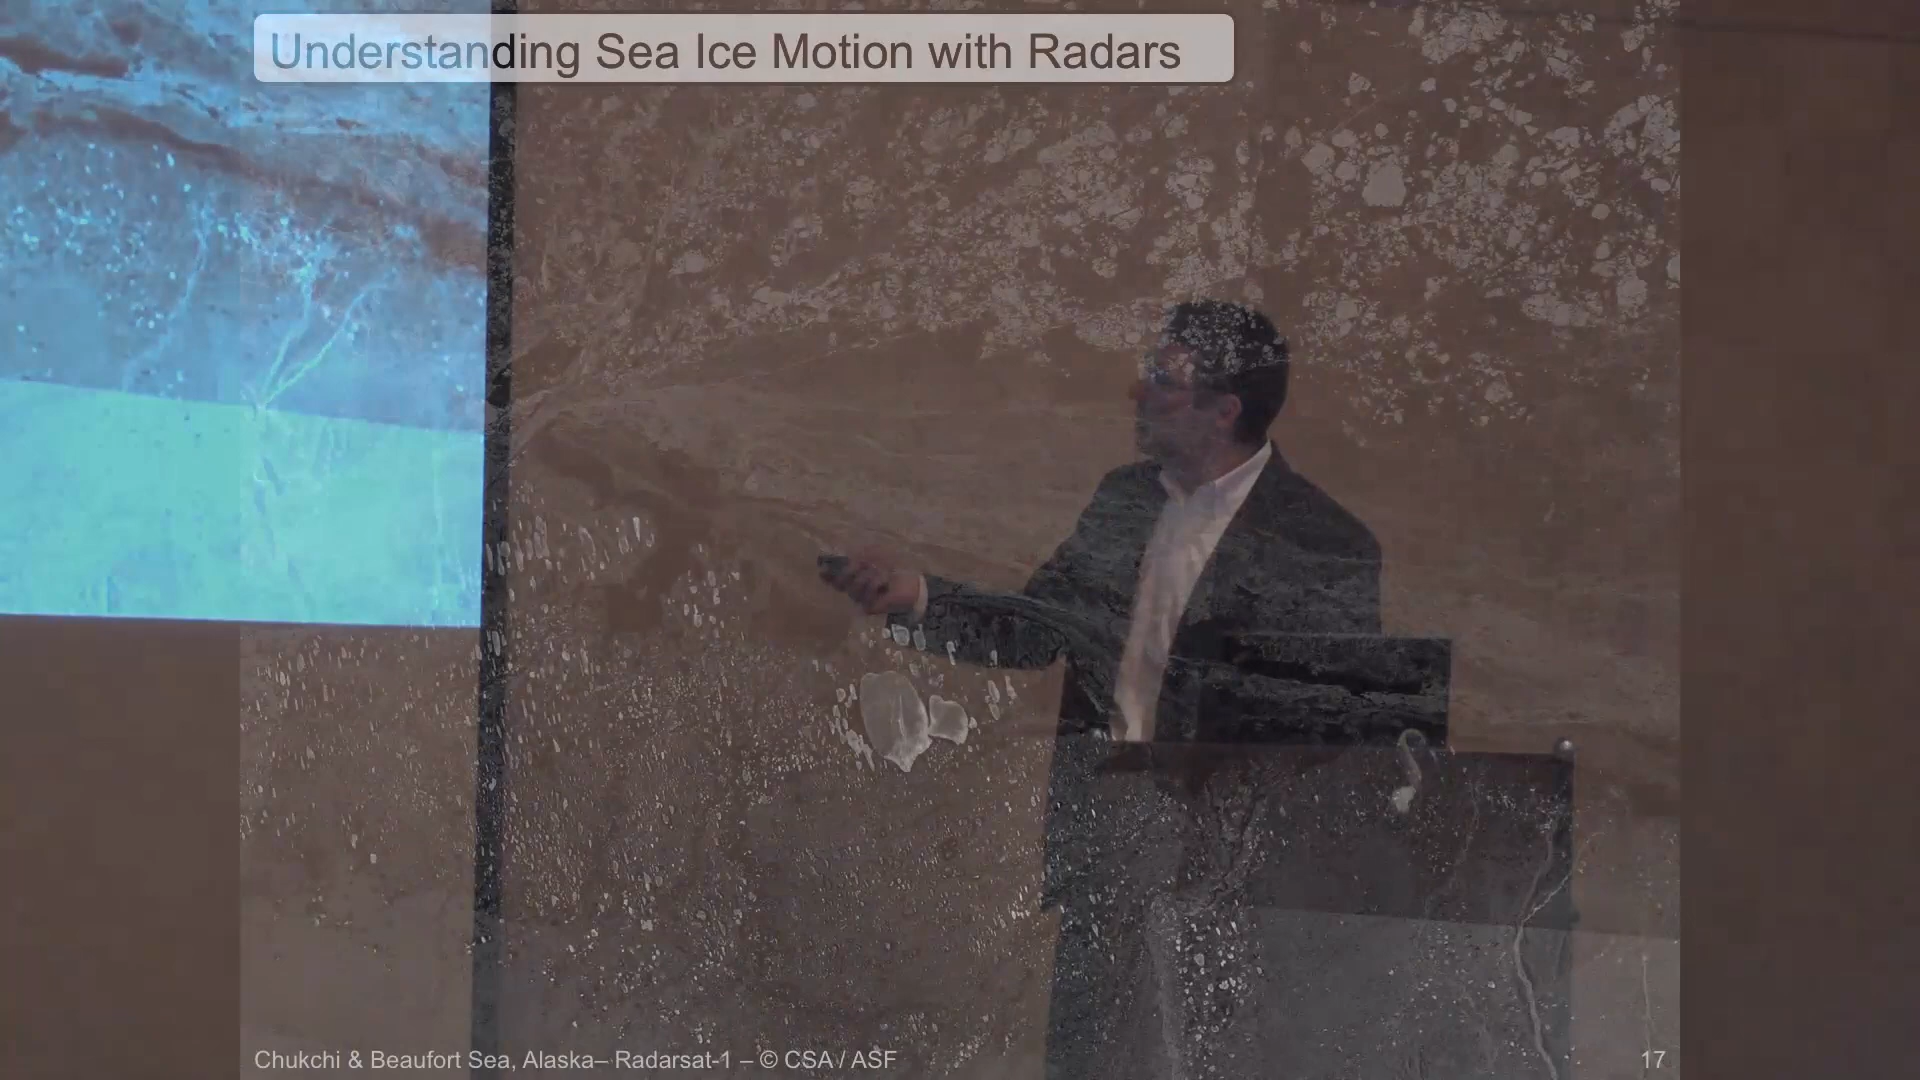 Understanding Sea Ice Motion with Radars
Chukchi & Beaufort Sea, Alaska– Radarsat-1 – © CSA / ASF
17